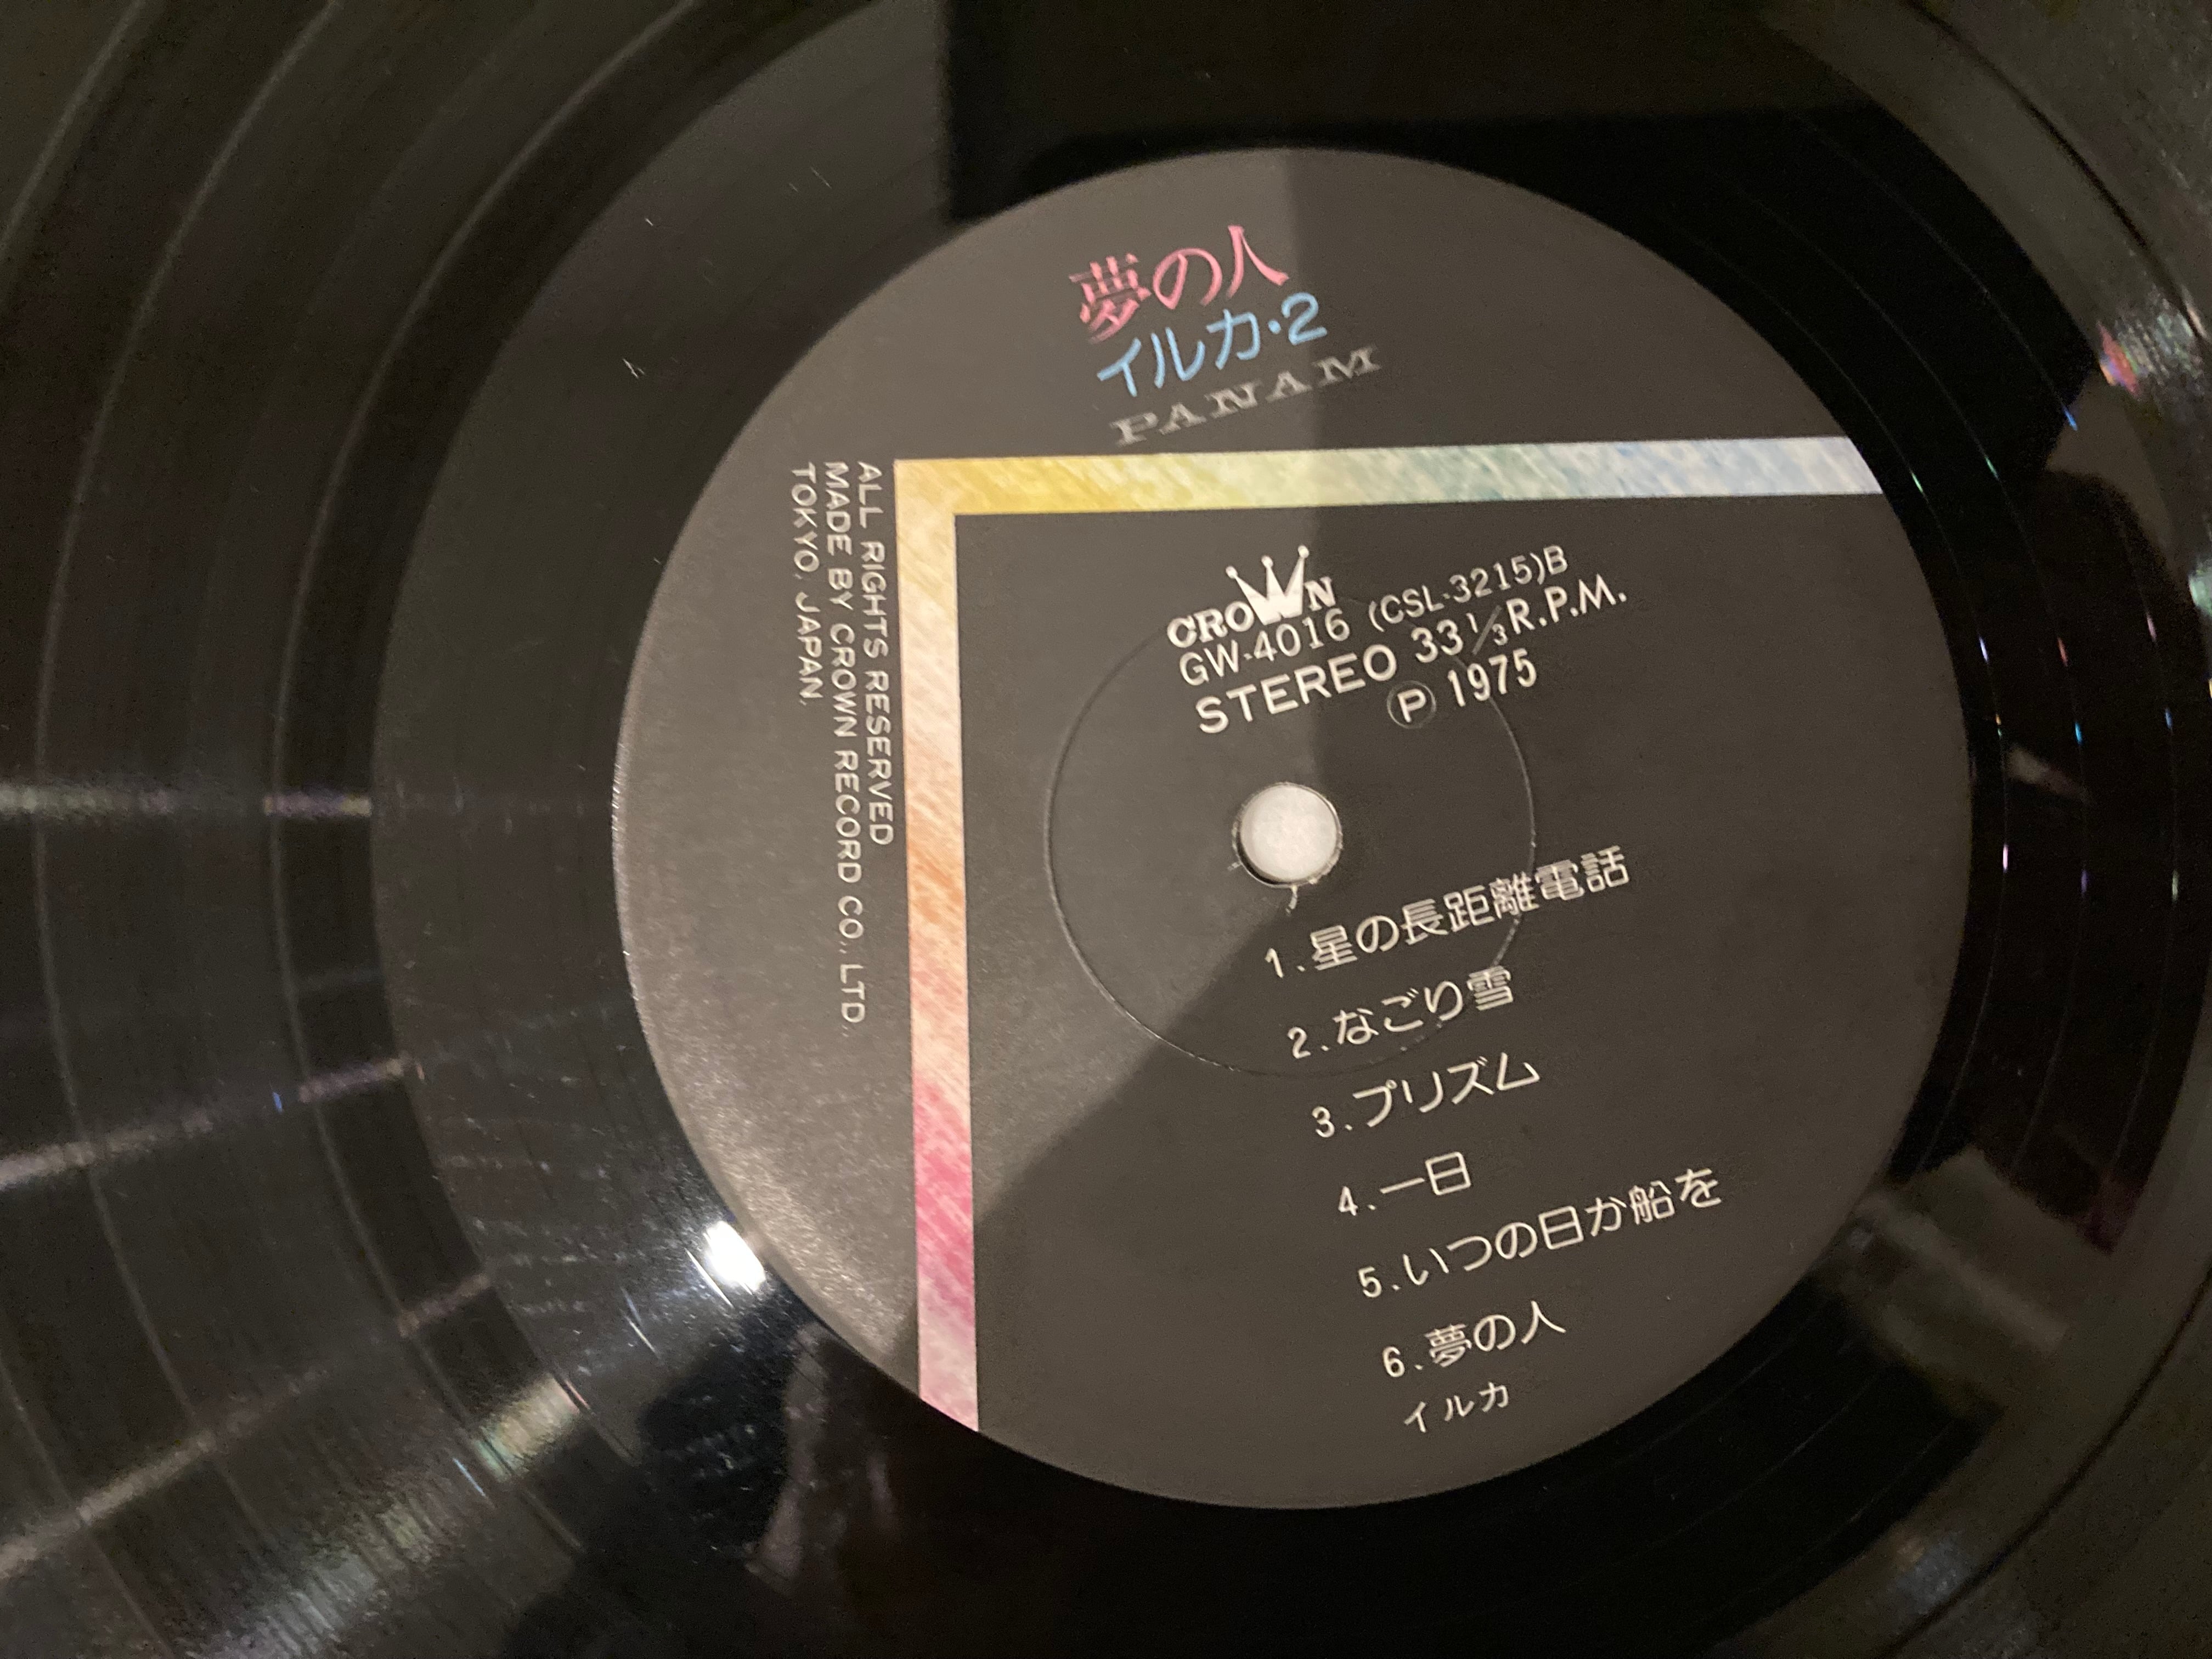 夢の人
イルカ・2
PANAM
CROWN
GW-4016 (CSL-3215)B
STEREO 33 1/3 R.P.M.
Ⓟ 1975
ALL RIGHTS RESERVED
MADE BY CROWN RECORD CO., LTD.
TOKYO, JAPAN.
1.星の長距離電話
2.なごり雪
3.プリズム
4.一日
5.いつの日か船を
6.夢の人
イルカ